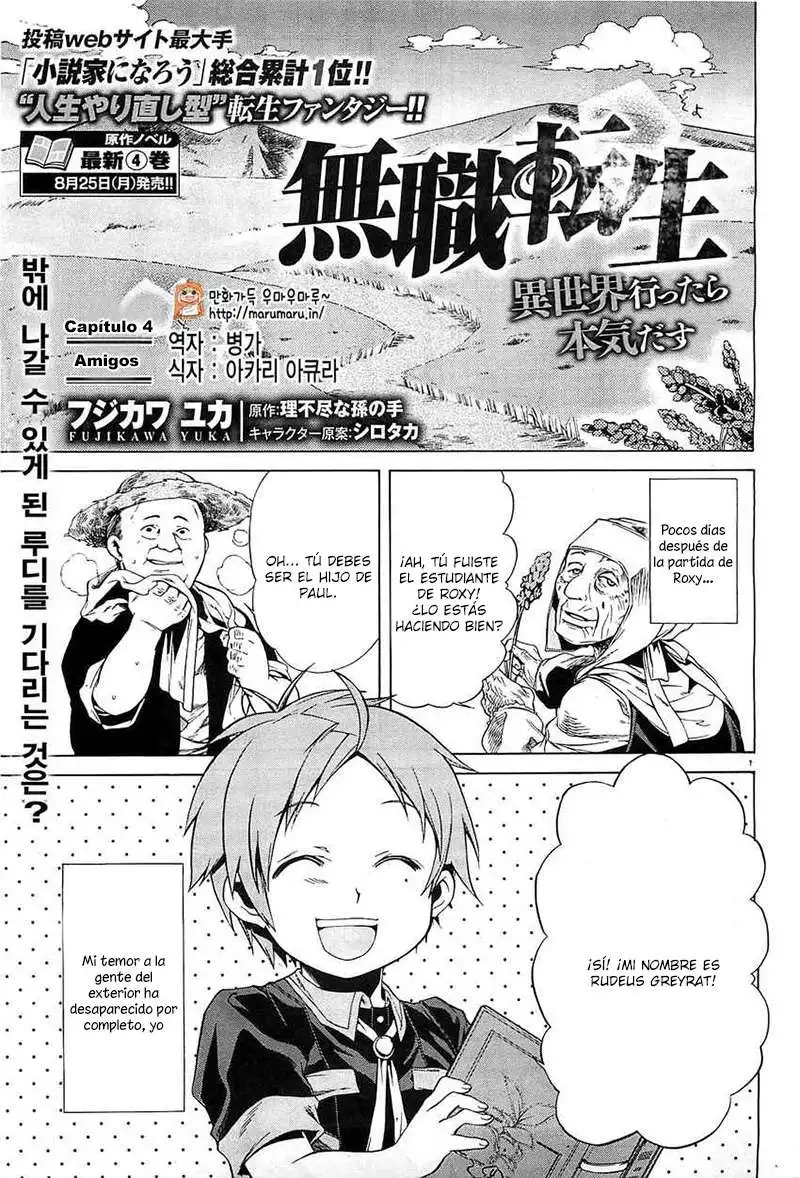 投稿webサイト最大手
「小説家になろう」総合累計1位!!
“人生やり直し型”転生ファンタジー!!
原作ノベル
最新④巻
8月25日(月)発売!!
無職転生
異世界行ったら
本気だす
만화가득 우마우마루~
http://marumaru.in/
Capítulo 4
Amigos
역자 : 병가
식자 : 아카리 아큐라
フジカワ ユカ
FUJIKAWA YUKA
原作:理不尽な孫の手
キャラクター原案:シロタカ
밖에 나갈 수 있게 된 루디를 기다리는 것은?
Pocos días
después de
la partida de
Roxy...
¡AH, TÚ FUISTE
EL ESTUDIANTE
DE ROXY!
¿LO ESTÁS
HACIENDO BIEN?
OH... TÚ DEBES
SER EL HIJO DE
PAUL.
1
¡SÍ! ¡MI NOMBRE ES
RUDEUS GREYRAT!
Mi temor a la
gente del
exterior ha
desaparecido por
completo, yo